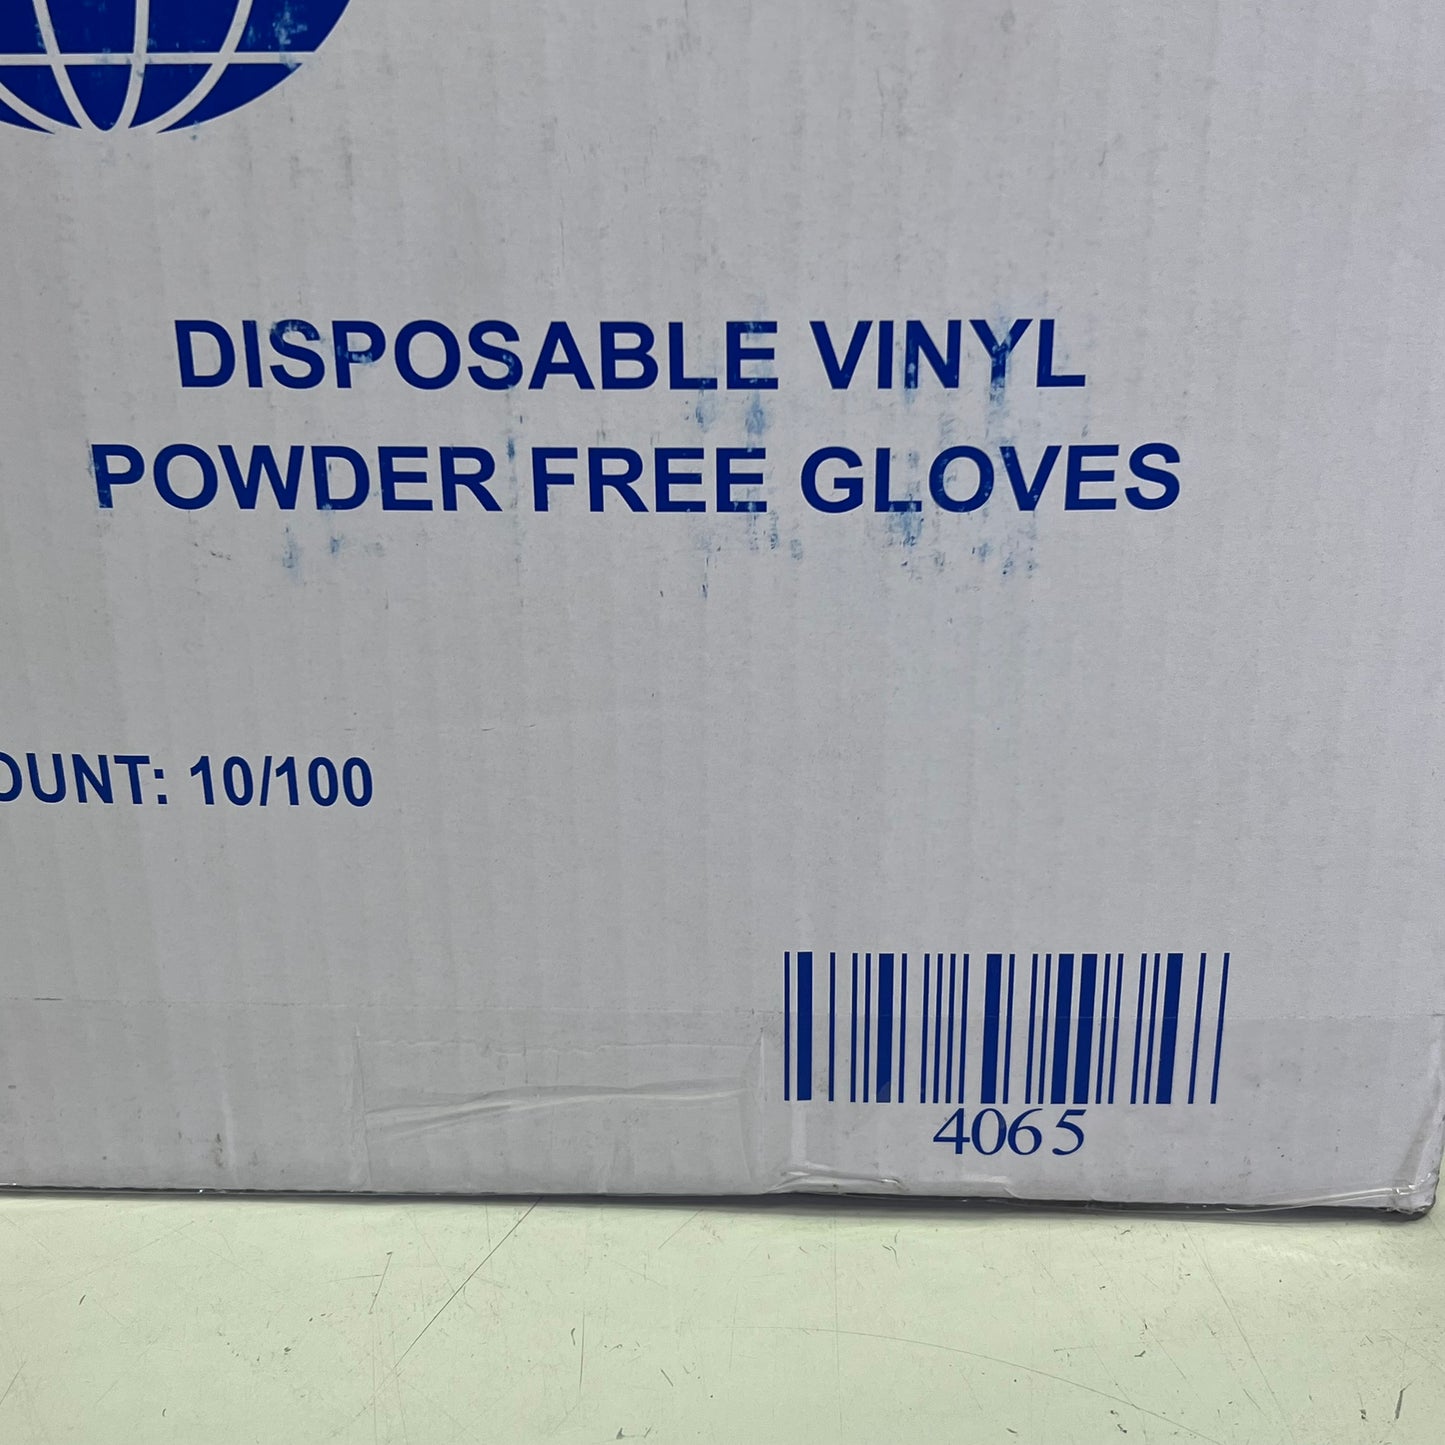 DISPOSABLE VINYL
POWDER FREE GLOVES
OUNT: 10/100
4065